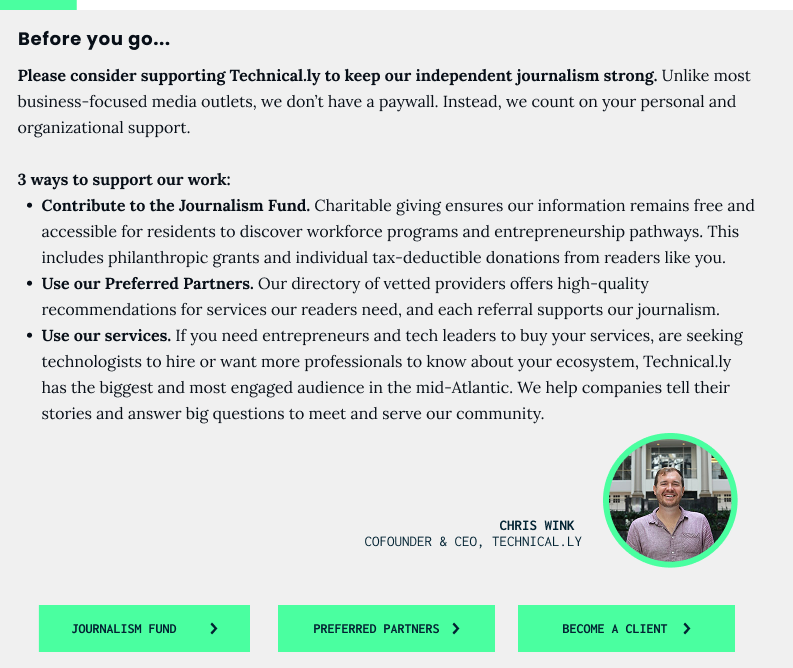 Before you go...
Please consider supporting Technical.ly to keep our independent journalism strong. Unlike most
business-focused media outlets, we don’t have a paywall. Instead, we count on your personal and
organizational support.
3 ways to support our work:
• Contribute to the Journalism Fund. Charitable giving ensures our information remains free and
accessible for residents to discover workforce programs and entrepreneurship pathways. This
includes philanthropic grants and individual tax-deductible donations from readers like you.
• Use our Preferred Partners. Our directory of vetted providers offers high-quality
recommendations for services our readers need, and each referral supports our journalism.
• Use our services. If you need entrepreneurs and tech leaders to buy your services, are seeking
technologists to hire or want more professionals to know about your ecosystem, Technical.ly
has the biggest and most engaged audience in the mid-Atlantic. We help companies tell their
stories and answer big questions to meet and serve our community.
CHRIS WINK
COFOUNDER & CEO, TECHNICAL.LY
JOURNALISM FUND
PREFERRED PARTNERS
BECOME A CLIENT